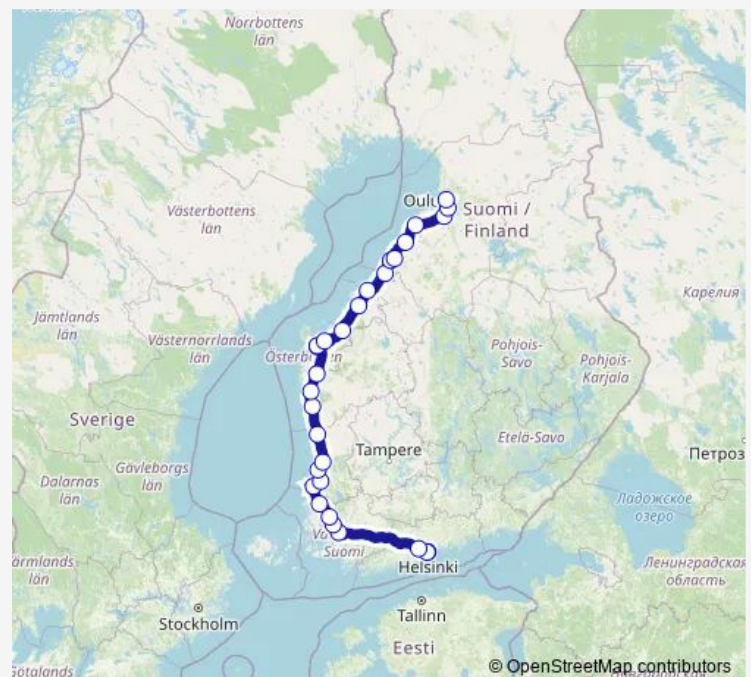 Norrbottens
län
Västerbottens
län
Oulu
Suomi /
Finland
Карелия
Jämtlands
län
Västernorrlands
län
Pohjois-
Savo
Pohjois-
Karjala
Sverige
Etelä-Savo
Tampere
Петроз
Gävleborgs
län
Dalarnas
län
Ладожское
озеро
Suomi
Helsinki
Ленинградская
область
län
Stockholm
Tallinn
Eesti
© OpenStreetMap contributors